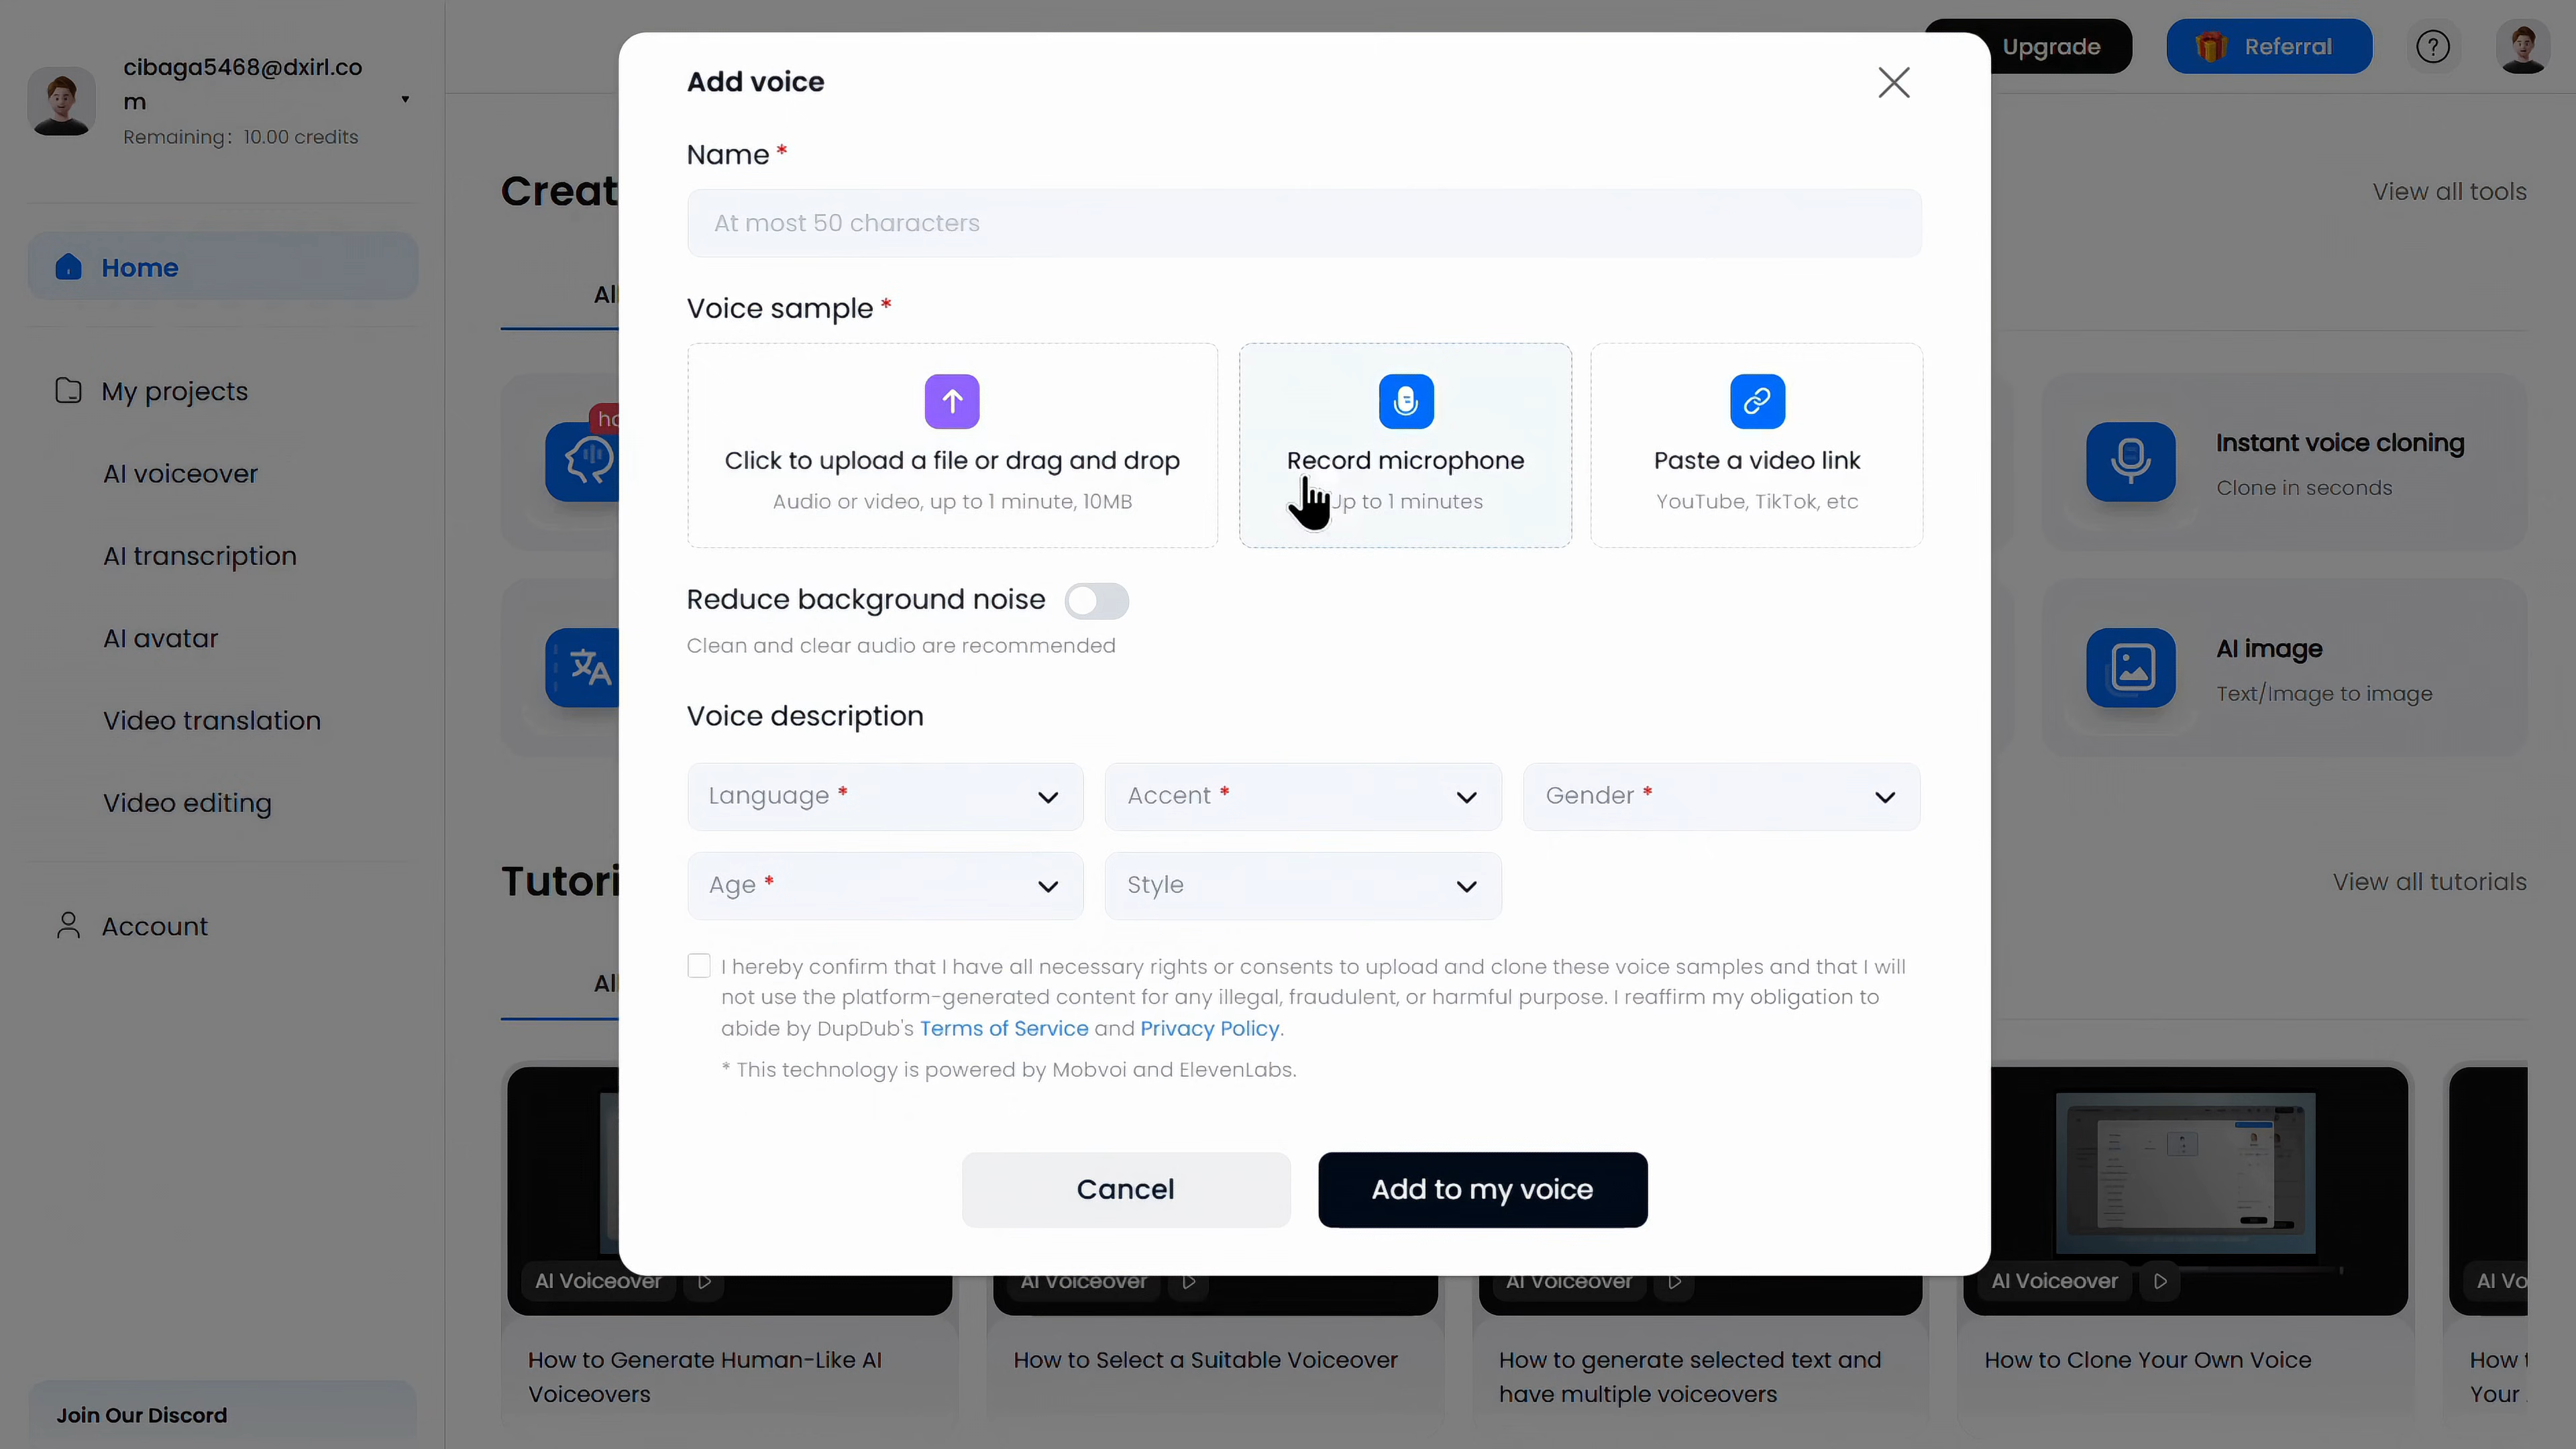 cibaga5468@dxirl.co
m
Remaining: 10.00 credits
Home
My projects
AI voiceover
AI transcription
AI avatar
Video translation
Video editing
Account
Join Our Discord
Upgrade
Referral
?
Creat
View all tools
All
Instant voice cloning
Clone in seconds
AI image
Text/Image to image
Tutori
View all tutorials
All
Add voice
Name *
At most 50 characters
Voice sample *
Click to upload a file or drag and drop
Audio or video, up to 1 minute, 10MB
Record microphone
Up to 1 minutes
Paste a video link
YouTube, TikTok, etc
Reduce background noise
Clean and clear audio are recommended
Voice description
Language *
Accent *
Gender *
Age *
Style
I hereby confirm that I have all necessary rights or consents to upload and clone these voice samples and that I will
not use the platform-generated content for any illegal, fraudulent, or harmful purpose. I reaffirm my obligation to
abide by DupDub's Terms of Service and Privacy Policy.
* This technology is powered by Mobvoi and ElevenLabs.
Cancel
Add to my voice
AI Voiceover
AI Voiceover
AI Voiceover
AI Voiceover
AI Vo
How to Generate Human-Like AI
Voiceovers
How to Select a Suitable Voiceover
How to generate selected text and
have multiple voiceovers
How to Clone Your Own Voice
How t
Your